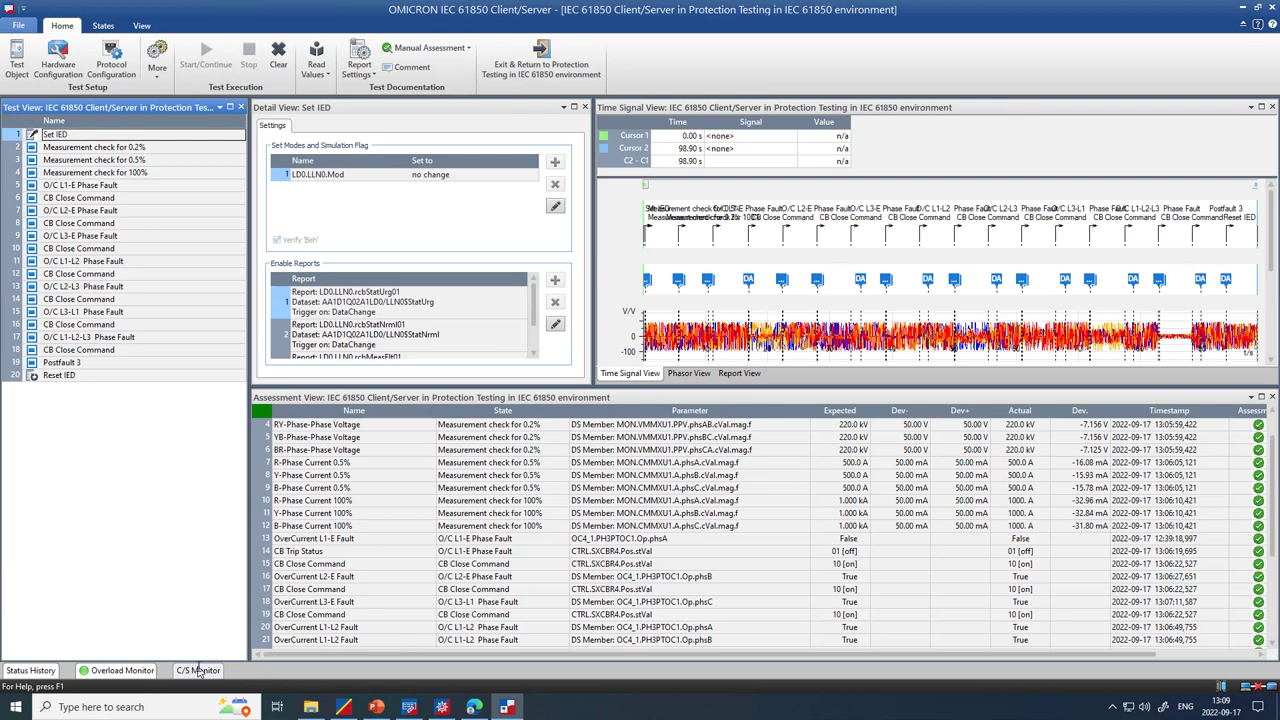 OMICRON IEC 61850 Client/Server - [IEC 61850 Client/Server in Protection Testing in IEC 61850 environment]
File Home States View
Test Object
Hardware Configuration
Protocol Configuration
More
Test Setup
Start/Continue
Stop
Clear
Test Execution
Read Values
Report Settings
Manual Assessment
Comment
Test Documentation
Exit & Return to Protection Testing in IEC 61850 environment
Test View: IEC 61850 Client/Server in Protection Tes...
Name
1 Set IED
2 Measurement check for 0.2%
3 Measurement check for 0.5%
4 Measurement check for 100%
5 O/C L1-E Phase Fault
6 CB Close Command
7 O/C L2-E Phase Fault
8 CB Close Command
9 O/C L3-E Phase Fault
10 CB Close Command
11 O/C L1-L2 Phase Fault
12 CB Close Command
13 O/C L2-L3 Phase Fault
14 CB Close Command
15 O/C L3-L1 Phase Fault
16 CB Close Command
17 O/C L1-L2-L3 Phase Fault
18 CB Close Command
19 Postfault 3
20 Reset IED
Detail View: Set IED
Settings
Set Modes and Simulation Flag
Name Set to
1 LD0.LLN0.Mod no change
Verify 'Beh'
Enable Reports
Report
1 Report: LD0.LLN0.rcbStatUrg01
Dataset: AA1D1Q02A1LD0/LLN0$StatUrg
Trigger on: DataChange
2 Report: LD0.LLN0.rcbStatNrml01
Dataset: AA1D1Q02A1LD0/LLN0$StatNrml
Trigger on: DataChange
Report: LD0.LLN0.rcbMeasFlt01
Time Signal View: IEC 61850 Client/Server in Protection Testing in IEC 61850 environment
Time Signal Value
Cursor 1 0.00 s <none> n/a
Cursor 2 98.90 s <none> n/a
C2 - C1 98.90 s n/a
V/V
0
-100
t/s
Time Signal View Phasor View Report View
Assessment View: IEC 61850 Client/Server in Protection Testing in IEC 61850 environment
Name State Parameter Expected Dev- Dev+ Actual Dev. Timestamp Assessm
4 RY-Phase-Phase Voltage Measurement check for 0.2% DS Member: MON.VMMXU1.PPV.phsAB.cVal.mag.f 220.0 kV 50.00 V 50.00 V 220.0 kV -7.156 V 2022-09-17 13:05:59,422
5 YB-Phase-Phase Voltage Measurement check for 0.2% DS Member: MON.VMMXU1.PPV.phsBC.cVal.mag.f 220.0 kV 50.00 V 50.00 V 220.0 kV -7.156 V 2022-09-17 13:05:59,422
6 BR-Phase-Phase Voltage Measurement check for 0.2% DS Member: MON.VMMXU1.PPV.phsCA.cVal.mag.f 220.0 kV 50.00 V 50.00 V 220.0 kV -7.125 V 2022-09-17 13:05:59,422
7 R-Phase Current 0.5% Measurement check for 0.5% DS Member: MON.CMMXU1.A.phsA.cVal.mag.f 500.0 A 50.00 mA 50.00 mA 500.0 A -16.08 mA 2022-09-17 13:06:05,121
8 Y-Phase Current 0.5% Measurement check for 0.5% DS Member: MON.CMMXU1.A.phsB.cVal.mag.f 500.0 A 50.00 mA 50.00 mA 500.0 A -15.93 mA 2022-09-17 13:06:05,121
9 B-Phase Current 0.5% Measurement check for 0.5% DS Member: MON.CMMXU1.A.phsC.cVal.mag.f 500.0 A 50.00 mA 50.00 mA 500.0 A -15.78 mA 2022-09-17 13:06:05,121
10 R-Phase Current 100% Measurement check for 100% DS Member: MON.CMMXU1.A.phsA.cVal.mag.f 1.000 kA 50.00 mA 50.00 mA 1000. A -32.96 mA 2022-09-17 13:06:10,421
11 Y-Phase Current 100% Measurement check for 100% DS Member: MON.CMMXU1.A.phsB.cVal.mag.f 1.000 kA 50.00 mA 50.00 mA 1000. A -32.84 mA 2022-09-17 13:06:10,421
12 B-Phase Current 100% Measurement check for 100% DS Member: MON.CMMXU1.A.phsC.cVal.mag.f 1.000 kA 50.00 mA 50.00 mA 1000. A -31.80 mA 2022-09-17 13:06:10,421
13 OverCurrent L1-E Fault O/C L1-E Phase Fault OC4_1.PH3PTOC1.Op.phsA False False 2022-09-17 12:39:18,997
14 CB Trip Status O/C L1-E Phase Fault CTRL.SXCBR4.Pos.stVal 01 [off] 01 [off] 2022-09-17 13:06:19,695
15 CB Close Command CB Close Command CTRL.SXCBR4.Pos.stVal 10 [on] 10 [on] 2022-09-17 13:06:22,527
16 OverCurrent L2-E Fault O/C L2-E Phase Fault DS Member: OC4_1.PH3PTOC1.Op.phsB True True 2022-09-17 13:06:27,651
17 CB Close Command CB Close Command CTRL.SXCBR4.Pos.stVal 10 [on] 10 [on] 2022-09-17 13:06:22,527
18 OverCurrent L3-E Fault O/C L3-L1 Phase Fault DS Member: OC4_1.PH3PTOC1.Op.phsC True True 2022-09-17 13:07:11,587
19 CB Close Command CB Close Command CTRL.SXCBR4.Pos.stVal 10 [on] 10 [on] 2022-09-17 13:06:22,527
20 OverCurrent L1-L2 Fault O/C L1-L2 Phase Fault DS Member: OC4_1.PH3PTOC1.Op.phsA True True 2022-09-17 13:06:49,755
21 OverCurrent L1-L2 Fault O/C L1-L2 Phase Fault DS Member: OC4_1.PH3PTOC1.Op.phsB True True 2022-09-17 13:06:49,755
Status History Overload Monitor C/S Monitor
For Help, press F1
Type here to search
ENG
13:09
2022-09-17